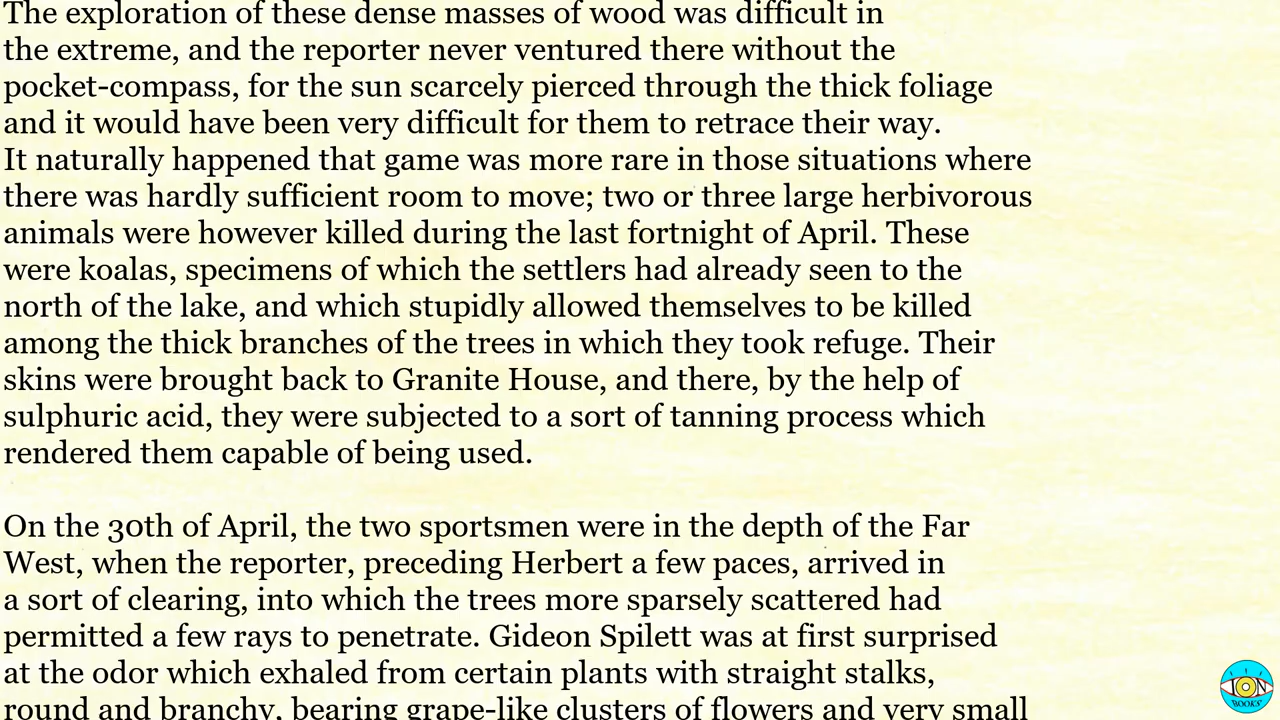 The exploration of these dense masses of wood was difficult in
the extreme, and the reporter never ventured there without the
pocket-compass, for the sun scarcely pierced through the thick foliage
and it would have been very difficult for them to retrace their way.
It naturally happened that game was more rare in those situations where
there was hardly sufficient room to move; two or three large herbivorous
animals were however killed during the last fortnight of April. These
were koalas, specimens of which the settlers had already seen to the
north of the lake, and which stupidly allowed themselves to be killed
among the thick branches of the trees in which they took refuge. Their
skins were brought back to Granite House, and there, by the help of
sulphuric acid, they were subjected to a sort of tanning process which
rendered them capable of being used.
On the 30th of April, the two sportsmen were in the depth of the Far
West, when the reporter, preceding Herbert a few paces, arrived in
a sort of clearing, into which the trees more sparsely scattered had
permitted a few rays to penetrate. Gideon Spilett was at first surprised
at the odor which exhaled from certain plants with straight stalks,
round and branchy, bearing grape-like clusters of flowers and very small
ION
BOOKS